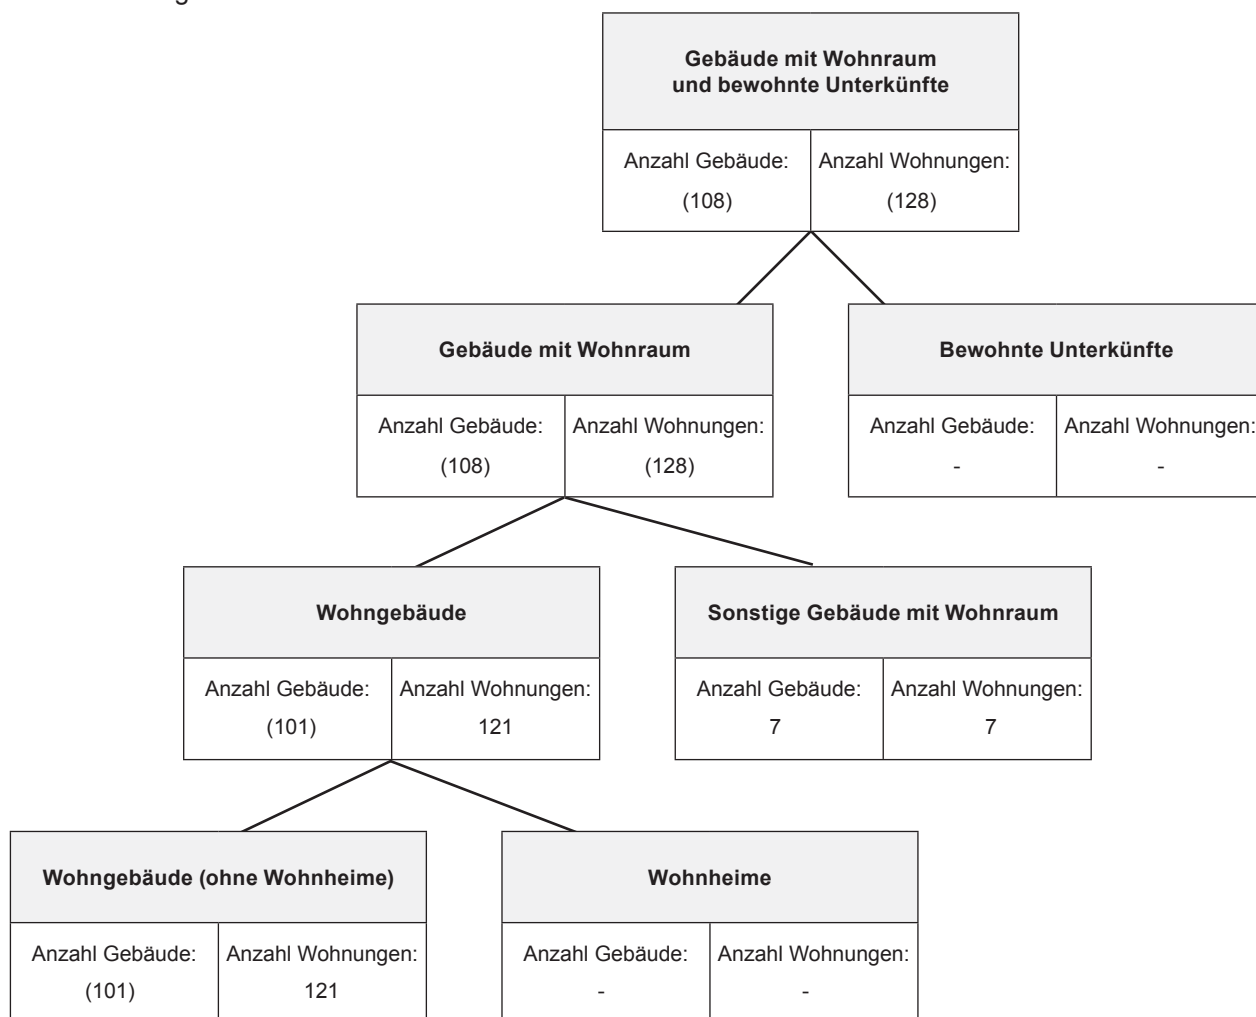 Gebäude mit Wohnraum
und bewohnte Unterkünfte
Anzahl Gebäude: Anzahl Wohnungen:
(108) (128)
Gebäude mit Wohnraum
Bewohnte Unterkünfte
Anzahl Gebäude: Anzahl Wohnungen:
(108) (128)
Anzahl Gebäude: Anzahl Wohnungen:
- -
Wohngebäude
Sonstige Gebäude mit Wohnraum
Anzahl Gebäude: Anzahl Wohnungen:
(101) 121
Anzahl Gebäude: Anzahl Wohnungen:
7 7
Wohngebäude (ohne Wohnheime)
Wohnheime
Anzahl Gebäude: Anzahl Wohnungen:
(101) 121
Anzahl Gebäude: Anzahl Wohnungen:
- -